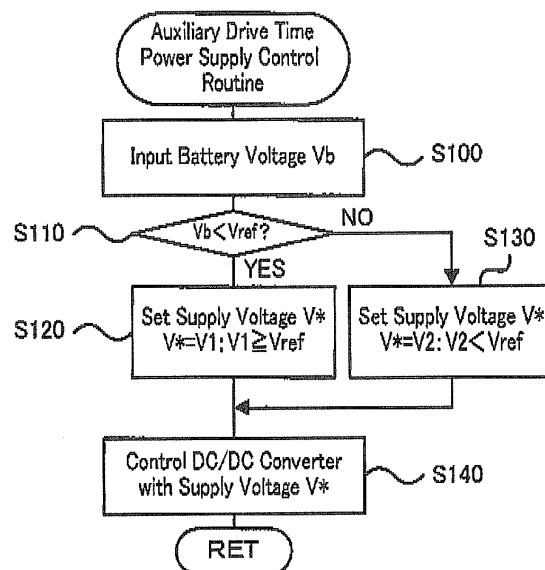 Auxiliary Drive Time
Power Supply Control
Routine
Input Battery Voltage Vb
S100
S110
Vb<Vref?
NO
YES
S130
S120
Set Supply Voltage V*
V*=V1:V1≧Vref
Set Supply Voltage V*
V*=V2:V2<Vref
Control DC/DC Converter
with Supply Voltage V*
S140
RET